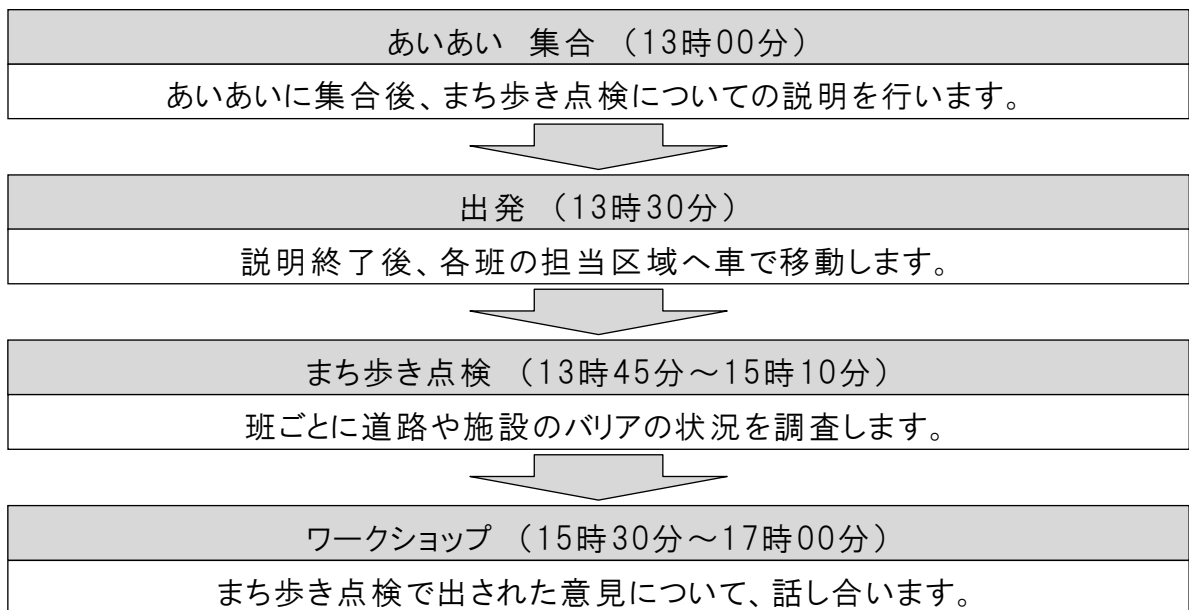 あいあい 集合 （13時00分）
あいあいに集合後、まち歩き点検についての説明を行います。
出発 （13時30分）
説明終了後、各班の担当区域へ車で移動します。
まち歩き点検 （13時45分～15時10分）
班ごとに道路や施設のバリアの状況を調査します。
ワークショップ （15時30分～17時00分）
まち歩き点検で出された意見について、話し合います。